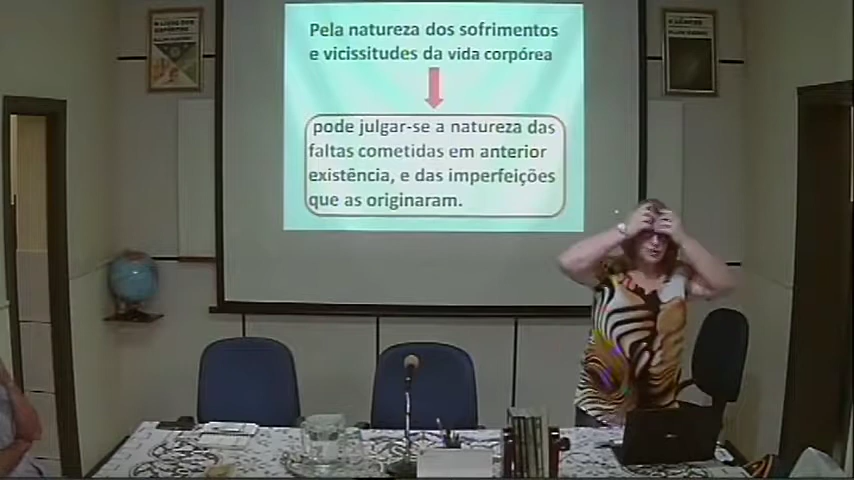 Pela natureza dos sofrimentos
e vicissitudes da vida corpórea
pode julgar-se a natureza das
faltas cometidas em anterior
existência, e das imperfeições
que as originaram.